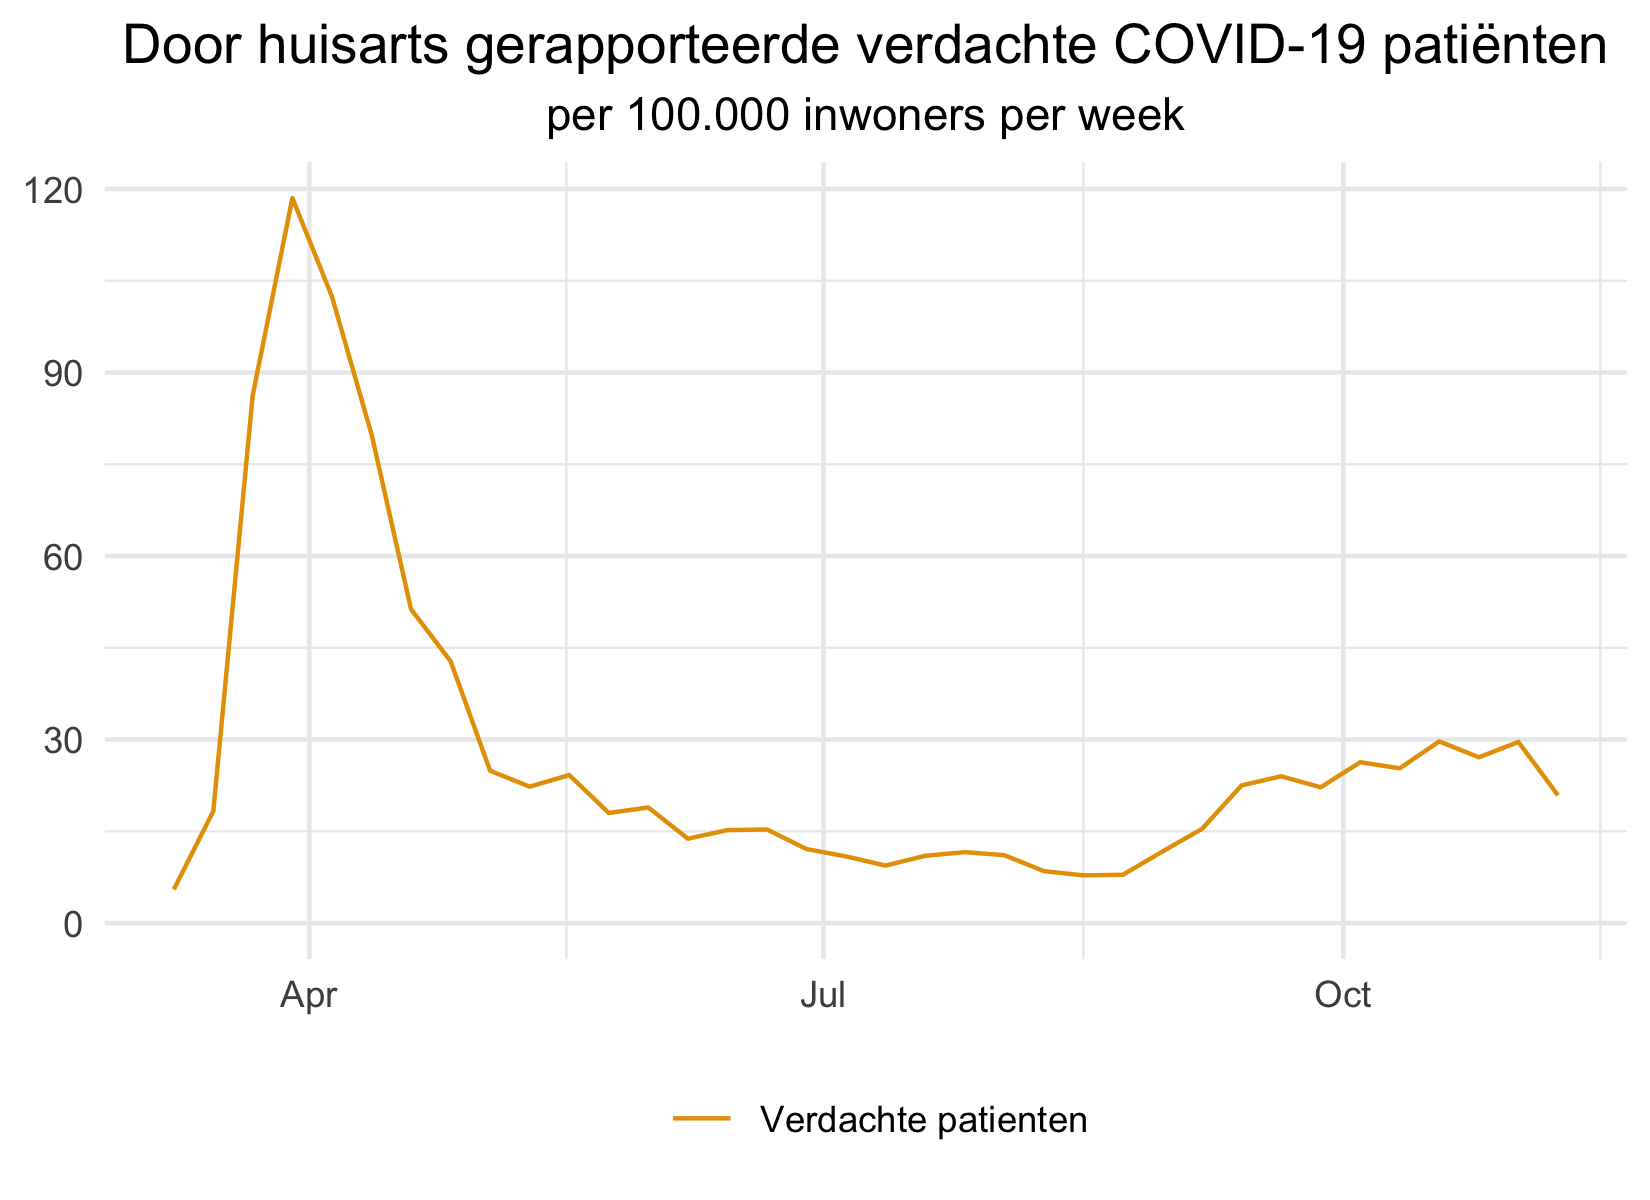 Door huisarts gerapporteerde verdachte COVID-19 patiënten
per 100.000 inwoners per week
120
90
60
30
0
Apr Jul Oct
Verdachte patienten